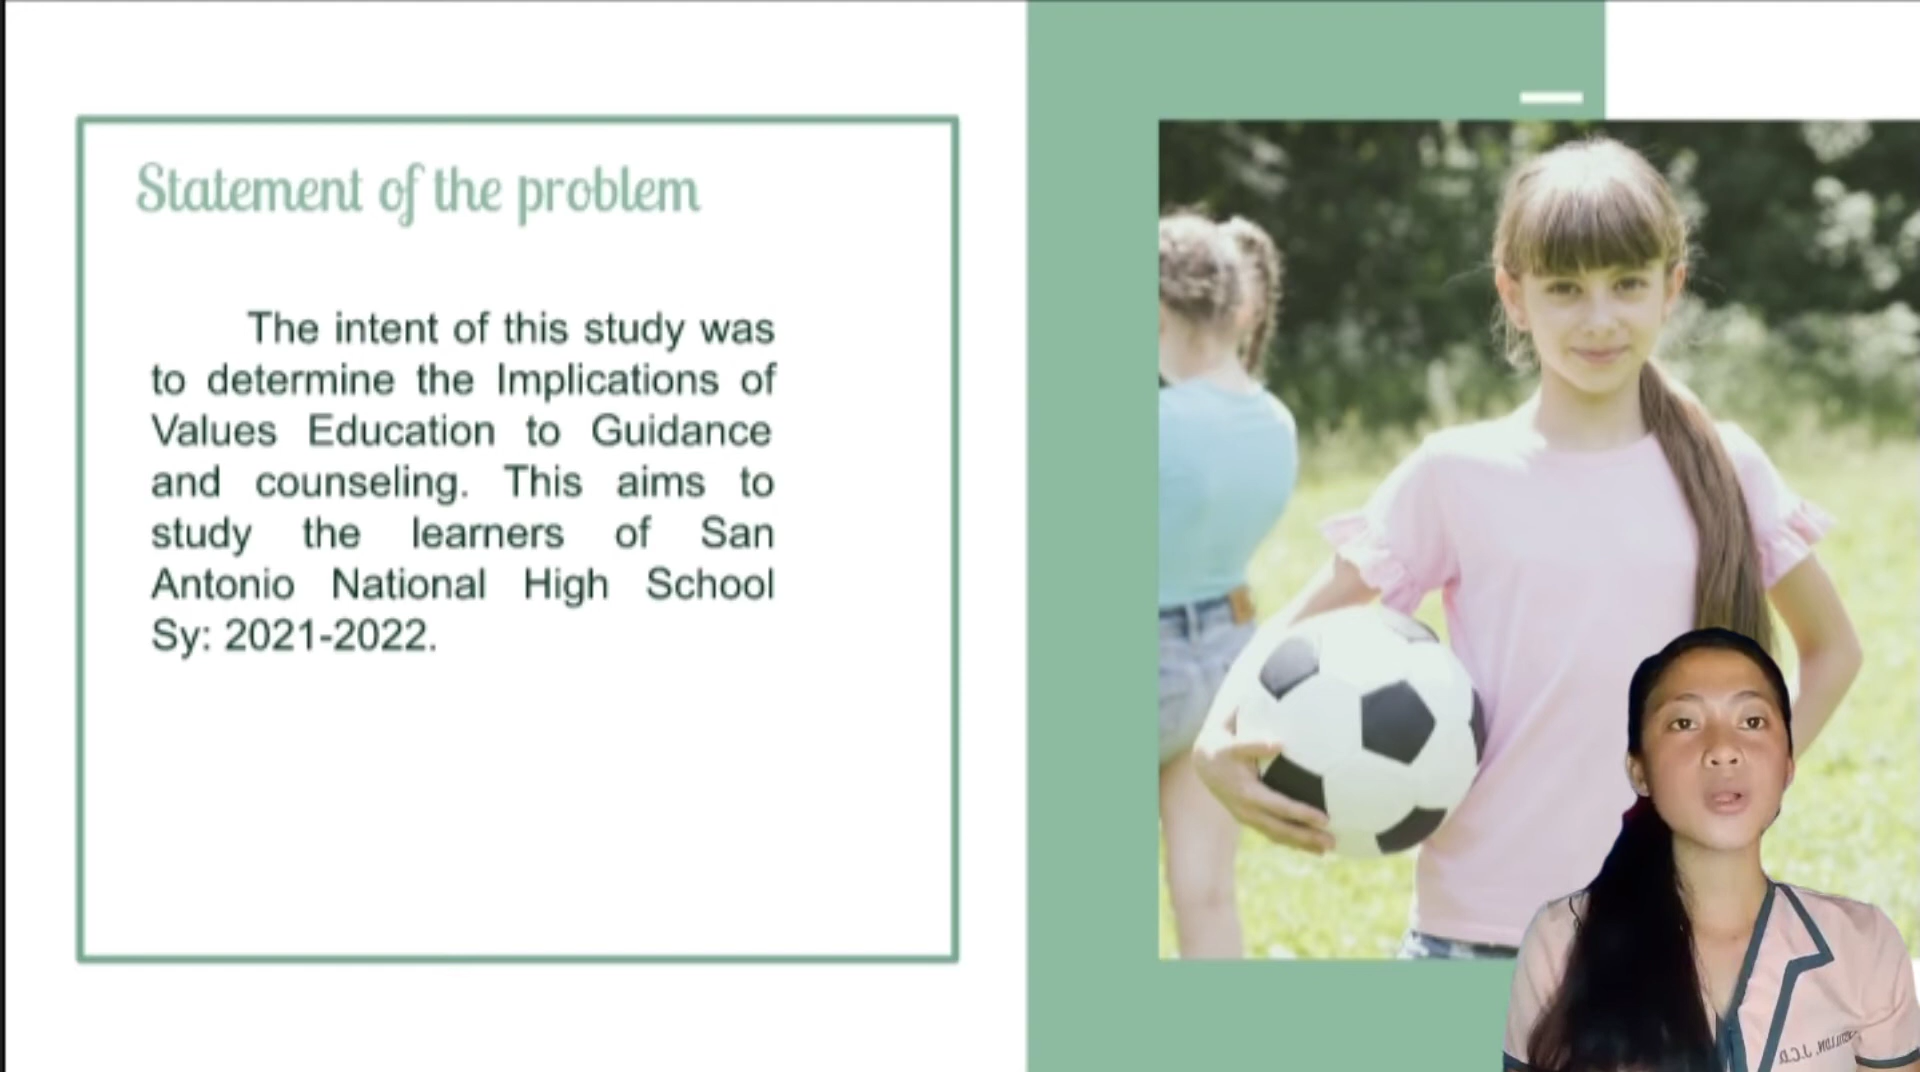 Statement of the problem
The intent of this study was
to determine the Implications of
Values Education to Guidance
and counseling. This aims to
study the learners of San
Antonio National High School
Sy: 2021-2022.